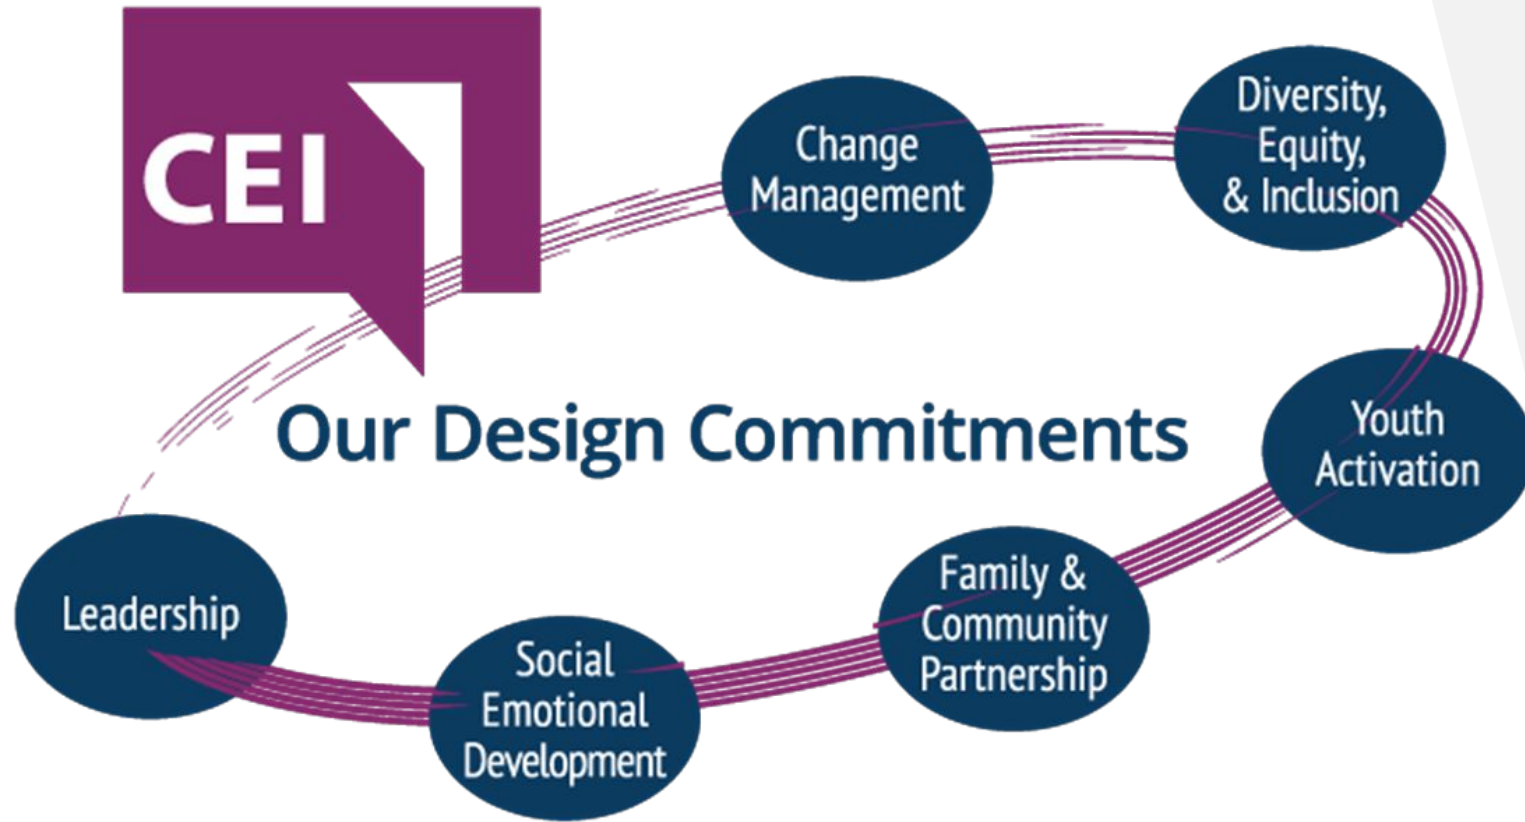 CEI
Change
Management
Diversity,
Equity,
& Inclusion
Youth
Activation
Our Design Commitments
Family &
Community
Partnership
Social
Emotional
Development
Leadership